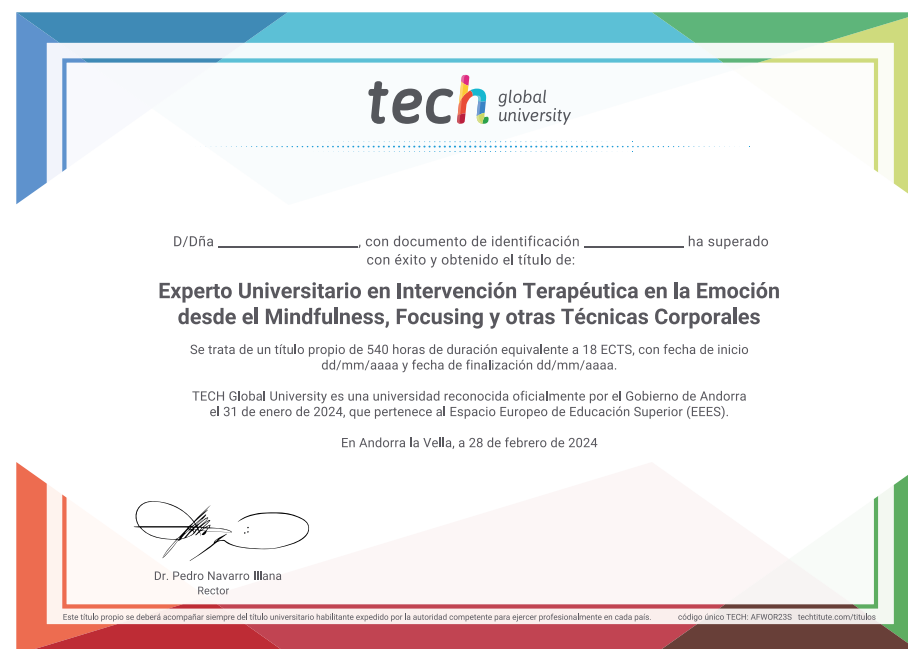 tech global university
D/Dña ____________, con documento de identificación ____________ ha superado
con éxito y obtenido el título de:
Experto Universitario en Intervención Terapéutica en la Emoción
desde el Mindfulness, Focusing y otras Técnicas Corporales
Se trata de un título propio de 540 horas de duración equivalente a 18 ECTS, con fecha de inicio
dd/mm/aaaa y fecha de finalización dd/mm/aaaa.
TECH Global University es una universidad reconocida oficialmente por el Gobierno de Andorra
el 31 de enero de 2024, que pertenece al Espacio Europeo de Educación Superior (EEES).
En Andorra la Vella, a 28 de febrero de 2024
Dr. Pedro Navarro Illana
Rector
Este título propio se deberá acompañar siempre del título universitario habilitante expedido por la autoridad competente para ejercer profesionalmente en cada país. código único TECH: AFWOR23S techtitute.com/titulos